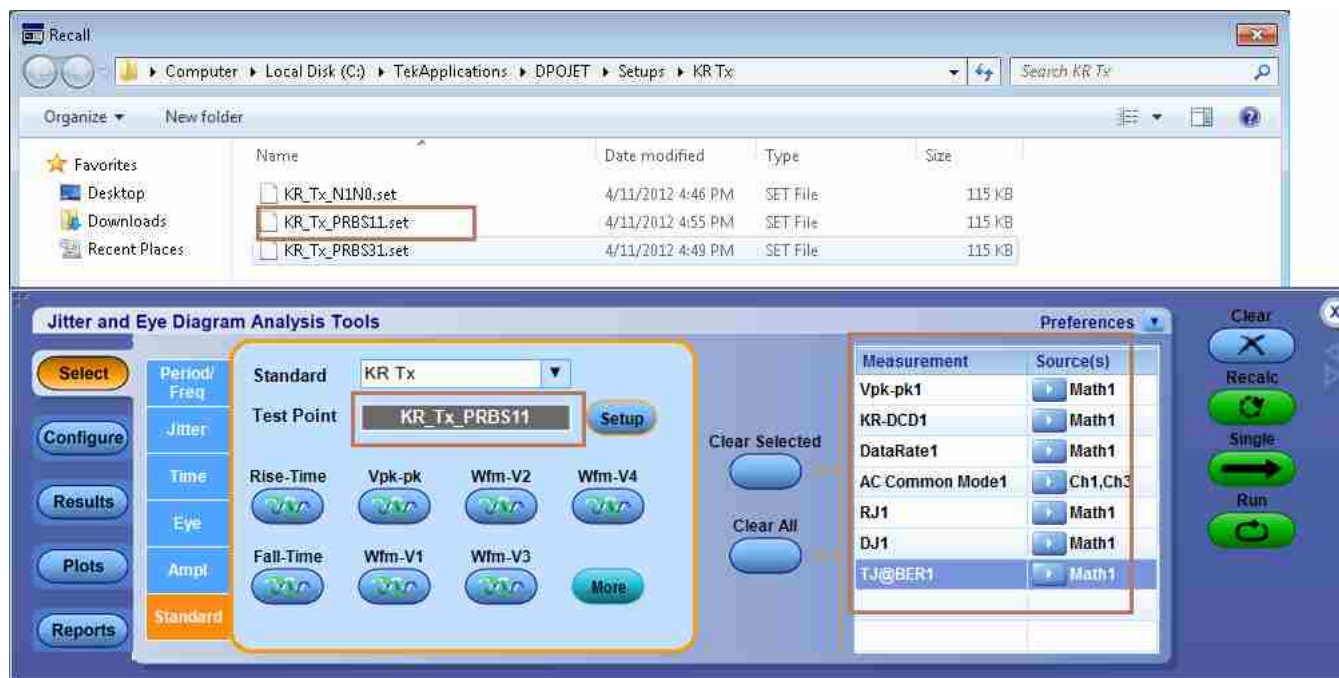 Recall
Computer ▸ Local Disk (C:) ▸ TekApplications ▸ DPOJET ▸ Setups ▸ KR Tx
Search KR Tx
Organize ▾ New folder
Favorites
Desktop
Downloads
Recent Places
Name Date modified Type Size
KR_Tx_N1N0.set 4/11/2012 4:46 PM SET File 115 KB
KR_Tx_PRBS11.set 4/11/2012 4:55 PM SET File 115 KB
KR_Tx_PRBS31.set 4/11/2012 4:49 PM SET File 115 KB
Jitter and Eye Diagram Analysis Tools
Preferences
Select
Configure
Results
Plots
Reports
Period/
Freq
Jitter
Time
Eye
Ampl
Standard
Standard KR Tx
Test Point KR_Tx_PRBS11 Setup
Rise-Time Vpk-pk Wfm-V2 Wfm-V4
Fall-Time Wfm-V1 Wfm-V3
More
Clear Selected
Clear All
Measurement Source(s)
Vpk-pk1 Math1
KR-DCD1 Math1
DataRate1 Math1
AC Common Mode1 Ch1,Ch3
RJ1 Math1
DJ1 Math1
TJ@BER1 Math1
Clear
X
Recalc
Single
Run